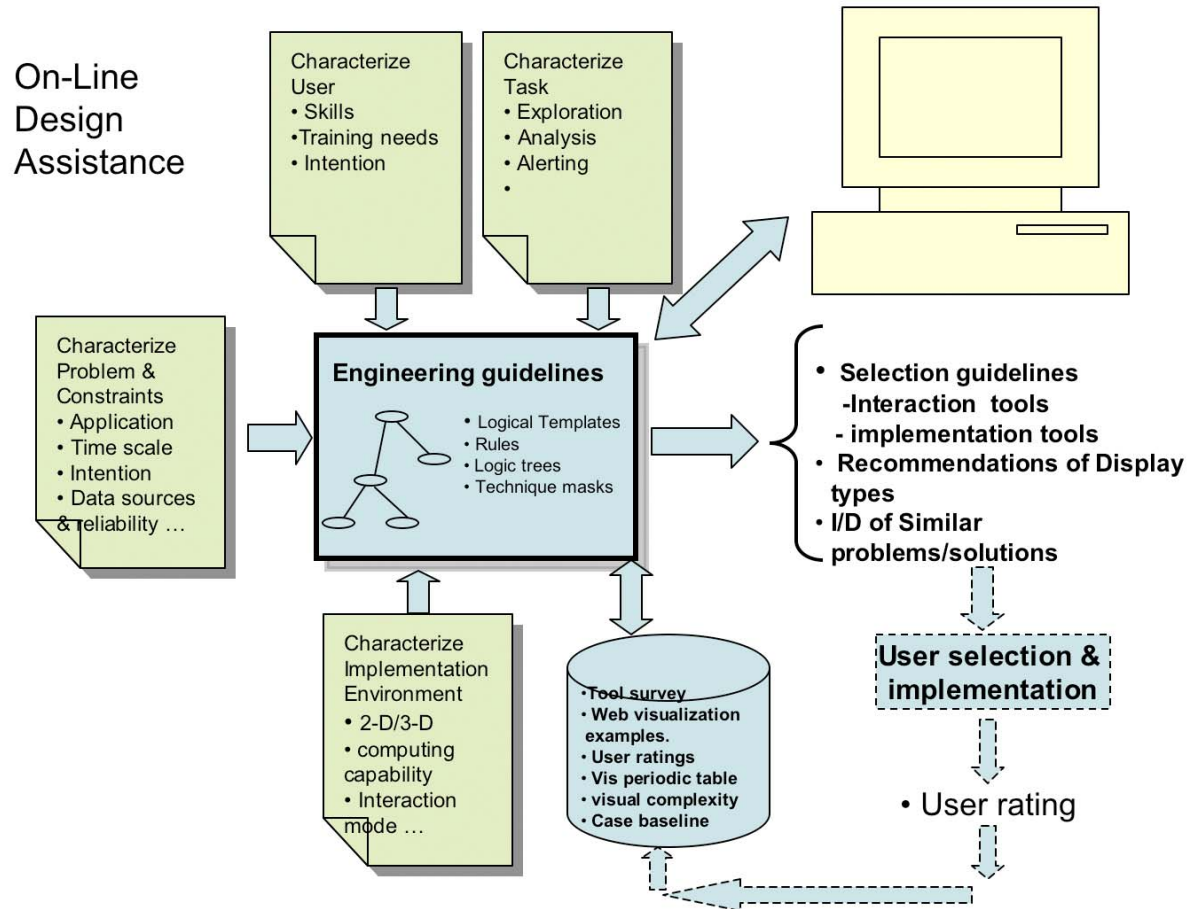 On-Line
Design
Assistance
Characterize
User
• Skills
•Training needs
• Intention
Characterize
Task
• Exploration
• Analysis
• Alerting
•
Characterize
Problem &
Constraints
• Application
• Time scale
• Intention
• Data sources
& reliability …
Engineering guidelines
• Logical Templates
• Rules
• Logic trees
• Technique masks
• Selection guidelines
-Interaction tools
- implementation tools
• Recommendations of Display
types
• I/D of Similar
problems/solutions
Characterize
Implementation
Environment
• 2-D/3-D
• computing
capability
• Interaction
mode …
•Tool survey
• Web visualization
examples.
• User ratings
• Vis periodic table
• visual complexity
• Case baseline
User selection &
implementation
• User rating